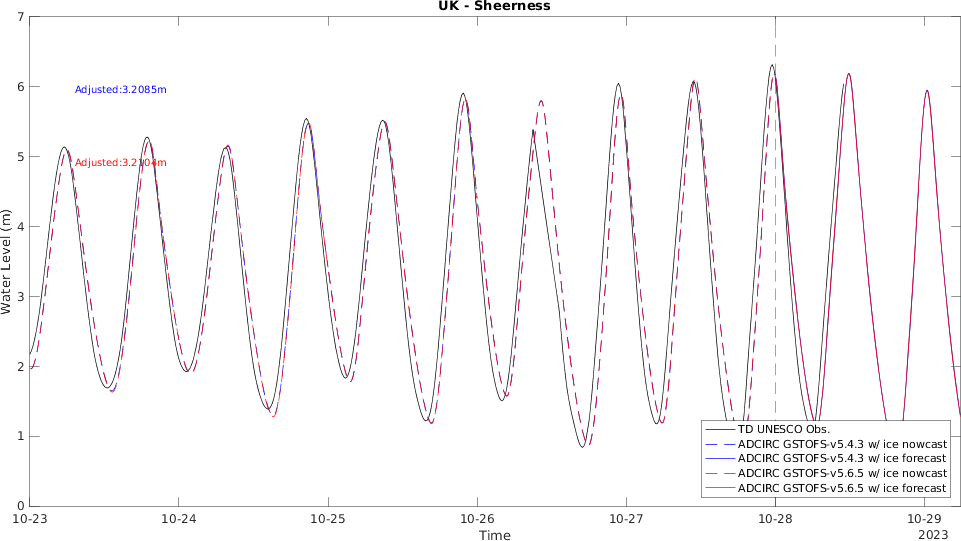 UK - Sheerness
7
6
5
4
3
2
1
0
Water Level (m)
Adjusted:3.2085m
Adjusted:3.2104m
TD UNESCO Obs.
ADCIRC GSTOFS-v5.4.3 w/ ice nowcast
ADCIRC GSTOFS-v5.4.3 w/ ice forecast
ADCIRC GSTOFS-v5.6.5 w/ ice nowcast
ADCIRC GSTOFS-v5.6.5 w/ ice forecast
10-23 10-24 10-25 10-26 10-27 10-28 10-29
Time
2023